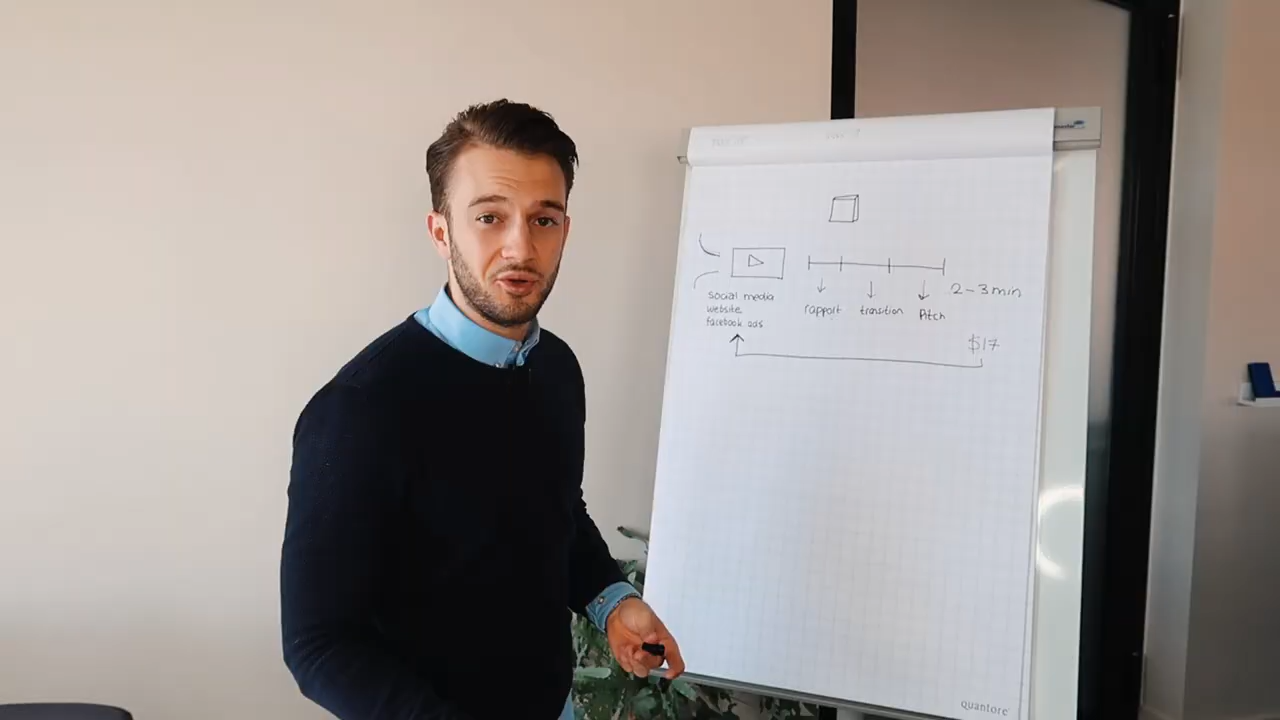 social media
website
facebook ads
rapport
transition
Pitch
2-3 min
$17
quantore